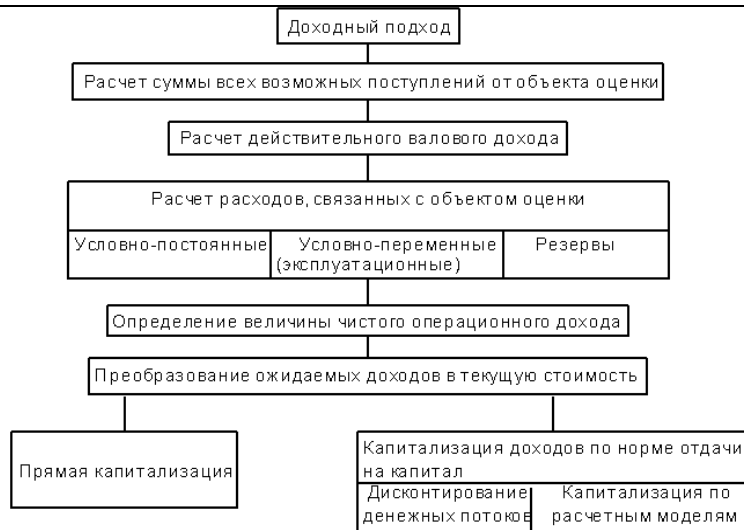 Доходный подход
Расчет суммы всех возможных поступлений от объекта оценки
Расчет действительного валового дохода
Расчет расходов, связанных с объектом оценки
Условно-постоянные
Условно-переменные
(эксплуатационные)
Резервы
Определение величины чистого операционного дохода
Преобразование ожидаемых доходов в текущую стоимость
Прямая капитализация
Капитализация доходов по норме отдачи
на капитал
Дисконтирование
денежных потоков
Капитализация по
расчетным моделям